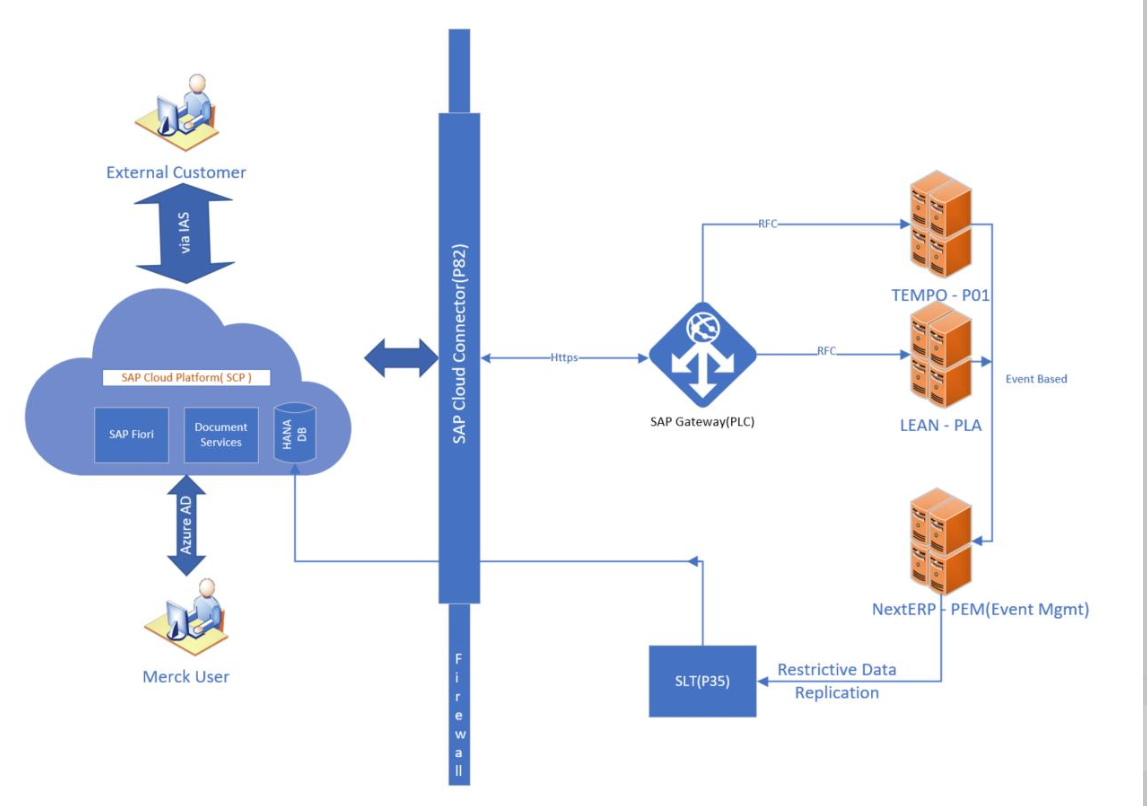 External Customer
via IAS
SAP Cloud Platform( SCP )
SAP Fiori
Document
Services
HANA
DB
Azure AD
Merck User
SAP Cloud Connector(P82)
Firewall
Https
SAP Gateway(PLC)
RFC
RFC
TEMPO - P01
LEAN - PLA
Event Based
NextERP - PEM(Event Mgmt)
SLT(P35)
Restrictive Data
Replication